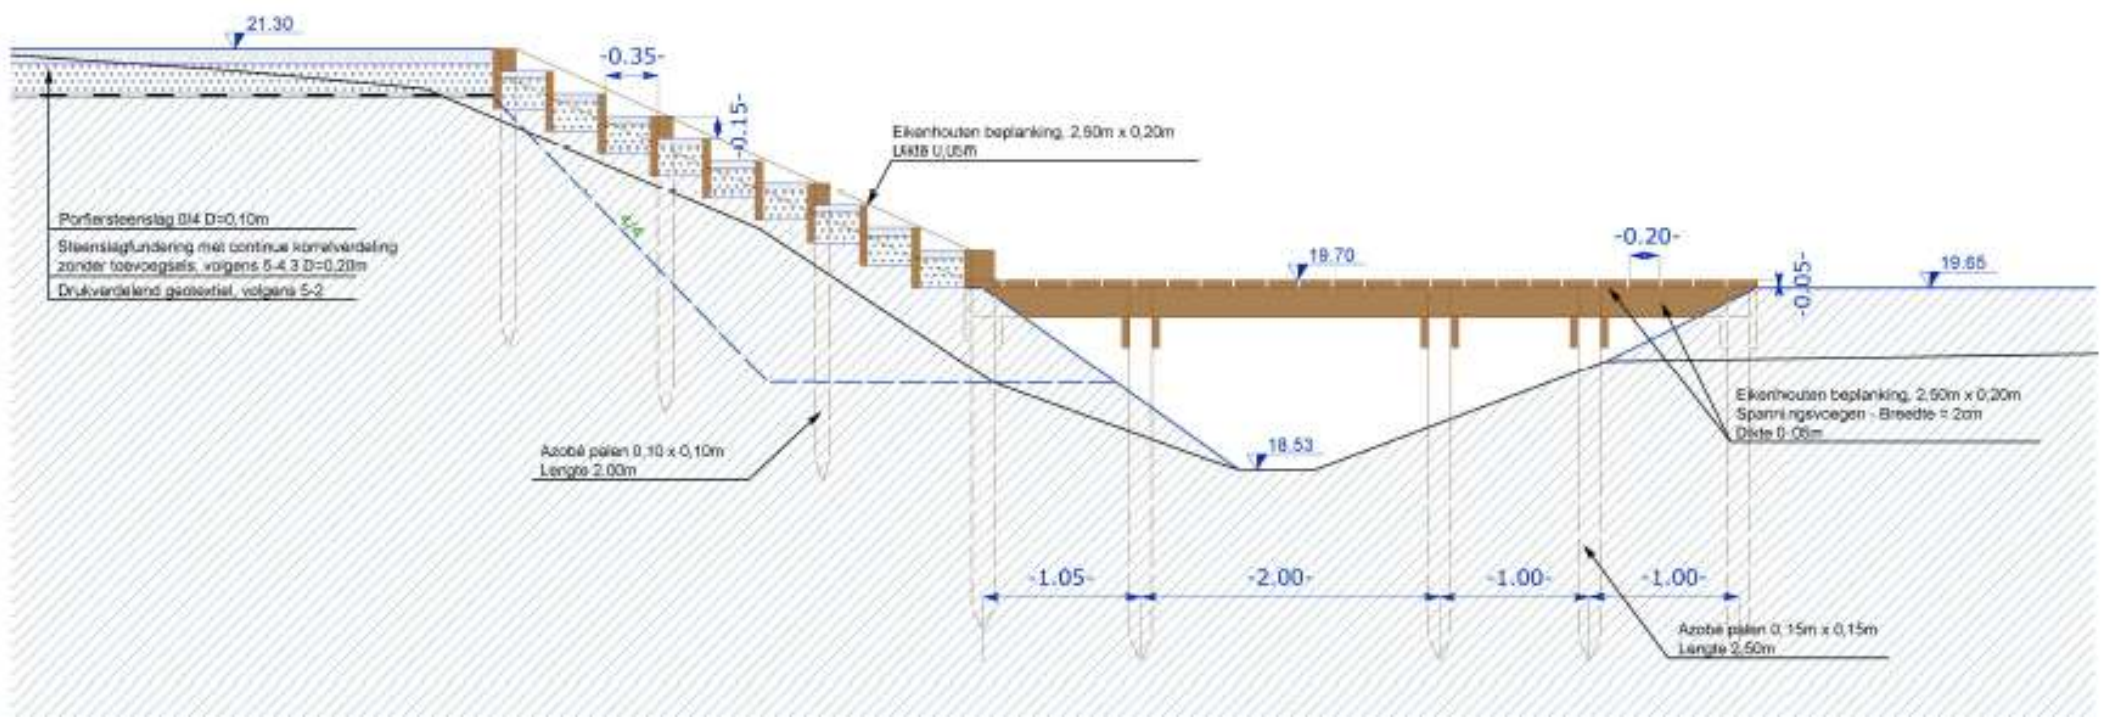 21.30
-0.35-
-0.15-
Eikenhouten beplanking, 2,50m x 0,20m
Dikte 0,05m
Porfiersteenslag 0/4 D=0,10m
Steenslagfundering met continue korrelverdeling
zonder toevoegsels, volgens 5-4.3 D=0,20m
Drukverdelend geotextiel, volgens 5-2
4/4
19.70
-0.20-
-0.05-
19.65
Eikenhouten beplanking, 2,50m x 0,20m
Spanningsvoegen - Breedte = 2cm
Dikte 0,05m
Azobé palen 0,10 x 0,10m
Lengte 2,00m
18.53
-1.05-
-2.00-
-1.00-
-1.00-
Azobé palen 0,15m x 0,15m
Lengte 2,50m